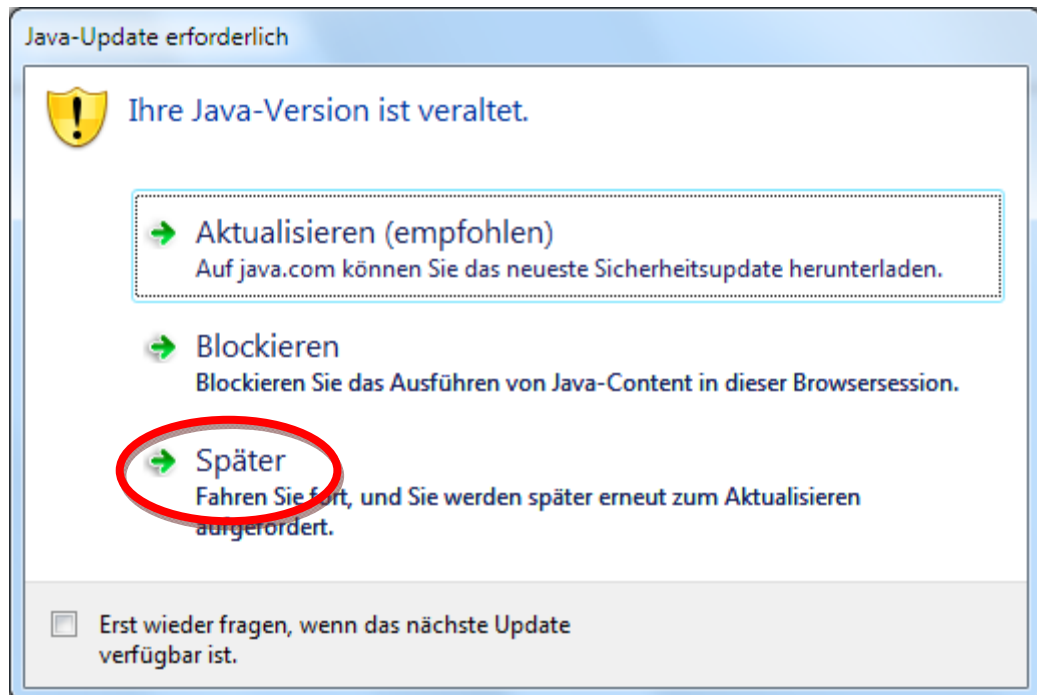 Java-Update erforderlich
Ihre Java-Version ist veraltet.
Aktualisieren (empfohlen)
Auf java.com können Sie das neueste Sicherheitsupdate herunterladen.
Blockieren
Blockieren Sie das Ausführen von Java-Content in dieser Browsersession.
Später
Fahren Sie fort, und Sie werden später erneut zum Aktualisieren
aufgefordert.
Erst wieder fragen, wenn das nächste Update
verfügbar ist.